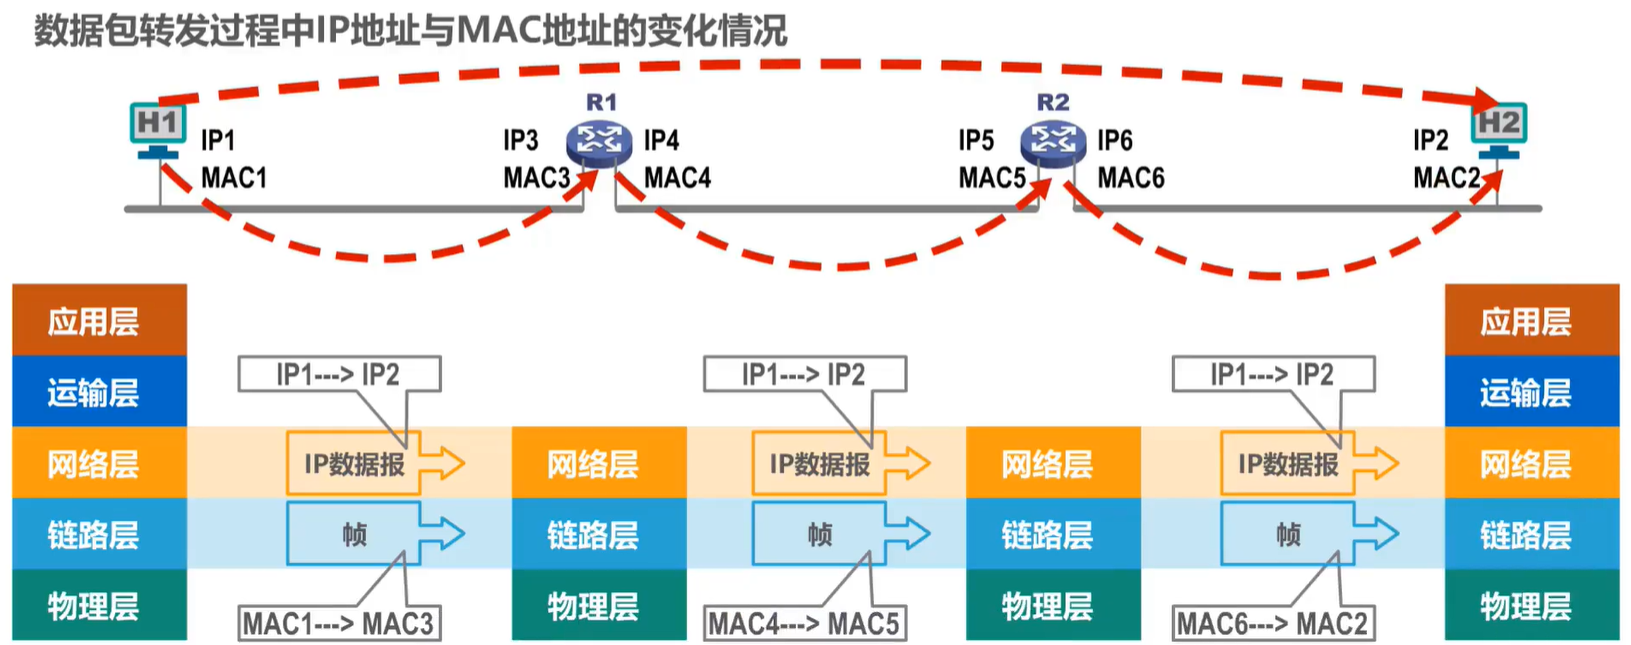 数据包转发过程中IP地址与MAC地址的变化情况
R1
R2
H1
H2
IP1
IP3
IP4
IP5
IP6
IP2
MAC1
MAC3
MAC4
MAC5
MAC6
MAC2
应用层
应用层
IP1---> IP2
IP1---> IP2
IP1---> IP2
运输层
运输层
网络层
IP数据报
网络层
IP数据报
网络层
IP数据报
网络层
链路层
帧
链路层
帧
链路层
帧
链路层
物理层
MAC1---> MAC3
物理层
MAC4---> MAC5
物理层
MAC6---> MAC2
物理层